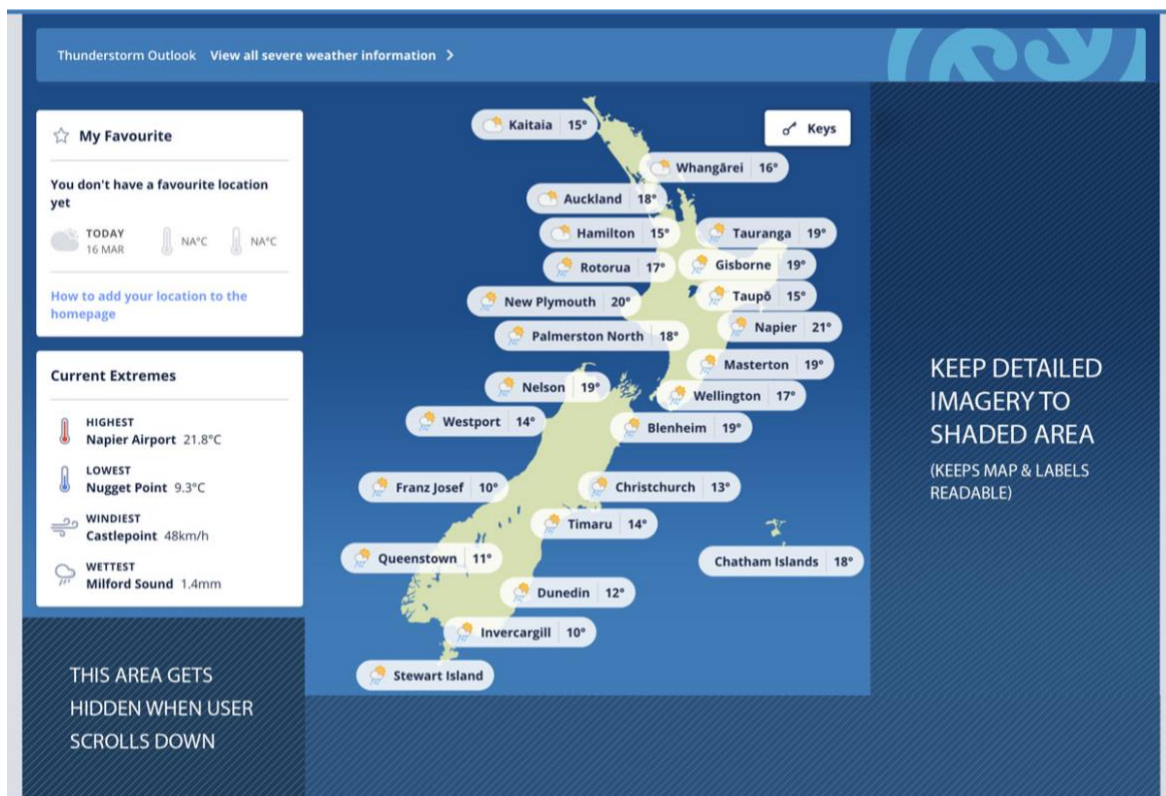 Thunderstorm Outlook View all severe weather information >
My Favourite
You don't have a favourite location
yet
TODAY
16 MAR
NA°C
NA°C
How to add your location to the
homepage
Current Extremes
HIGHEST
Napier Airport 21.8°C
LOWEST
Nugget Point 9.3°C
WINDIEST
Castlepoint 48km/h
WETTEST
Milford Sound 1.4mm
THIS AREA GETS
HIDDEN WHEN USER
SCROLLS DOWN
Keys
Kaitaia 15°
Whangārei 16°
Auckland 18°
Hamilton 15°
Tauranga 19°
Rotorua 17°
Gisborne 19°
New Plymouth 20°
Taupō 15°
Palmerston North 18°
Napier 21°
Masterton 19°
Nelson 19°
Wellington 17°
Westport 14°
Blenheim 19°
Franz Josef 10°
Christchurch 13°
Timaru 14°
Queenstown 11°
Chatham Islands 18°
Dunedin 12°
Invercargill 10°
Stewart Island
KEEP DETAILED
IMAGERY TO
SHADED AREA
(KEEPS MAP & LABELS
READABLE)